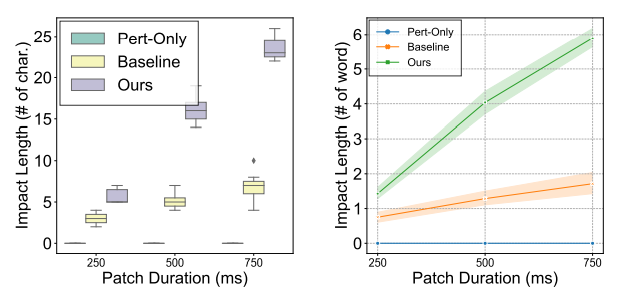 Impact Length (# of char.)
25
20
15
10
5
0
Pert-Only
Baseline
Ours
250
500
750
Patch Duration (ms)
Impact Length (# of word)
6
5
4
3
2
1
0
Pert-Only
Baseline
Ours
250
500
750
Patch Duration (ms)